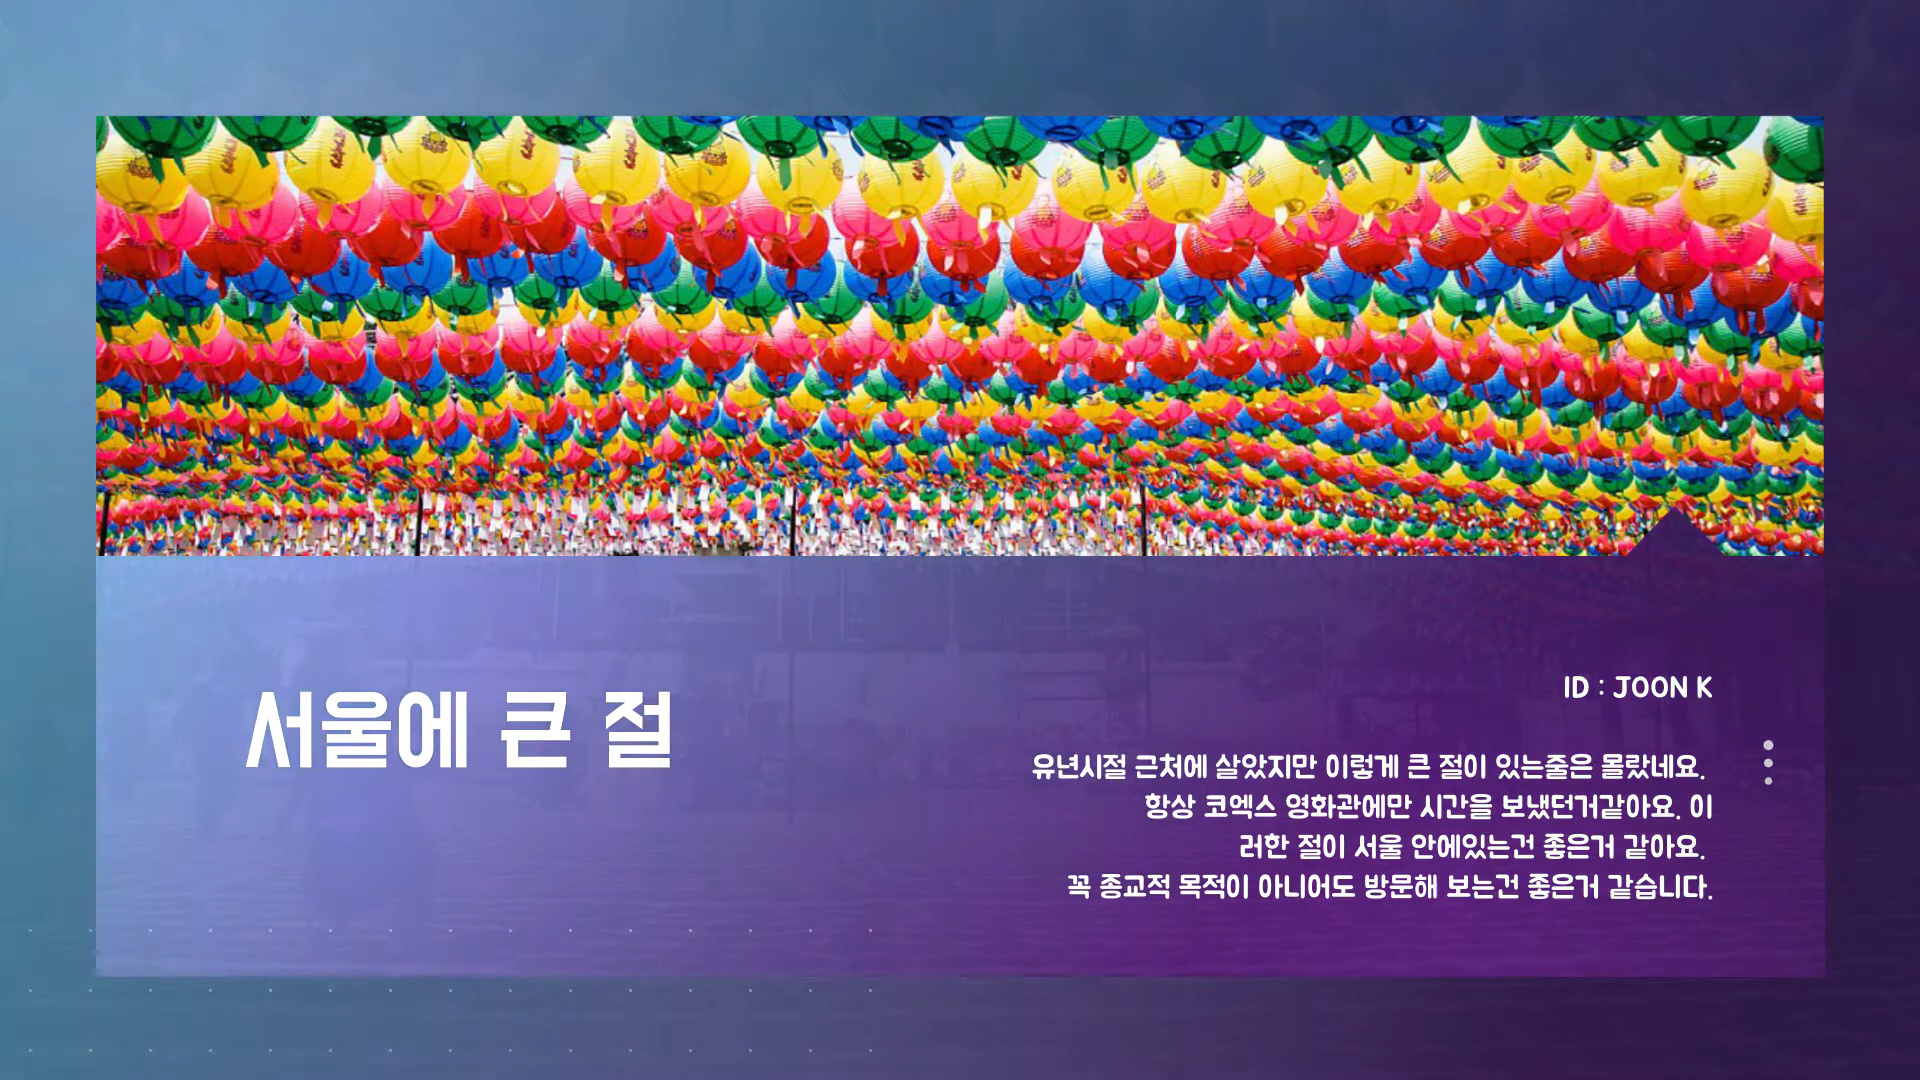 서울에 큰 절
ID : JOON K
유년시절 근처에 살았지만 이렇게 큰 절이 있는줄은 몰랐네요.
항상 코엑스 영화관에만 시간을 보냈던거같아요. 이
러한 절이 서울 안에있는건 좋은거 같아요.
꼭 종교적 목적이 아니어도 방문해 보는건 좋은거 같습니다.